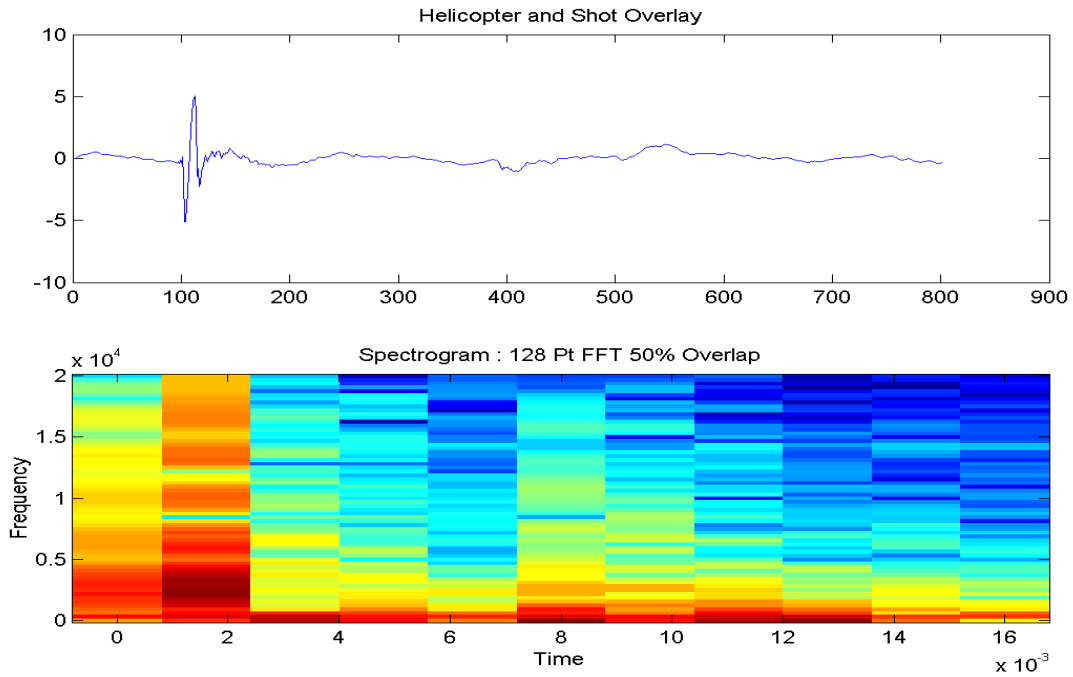 Helicopter and Shot Overlay
10
5
0
-5
-10
0 100 200 300 400 500 600 700 800 900
x 10^4
Spectrogram : 128 Pt FFT 50% Overlap
2
1.5
1
0.5
0
Frequency
0 2 4 6 8 10 12 14 16
Time
x 10^-3